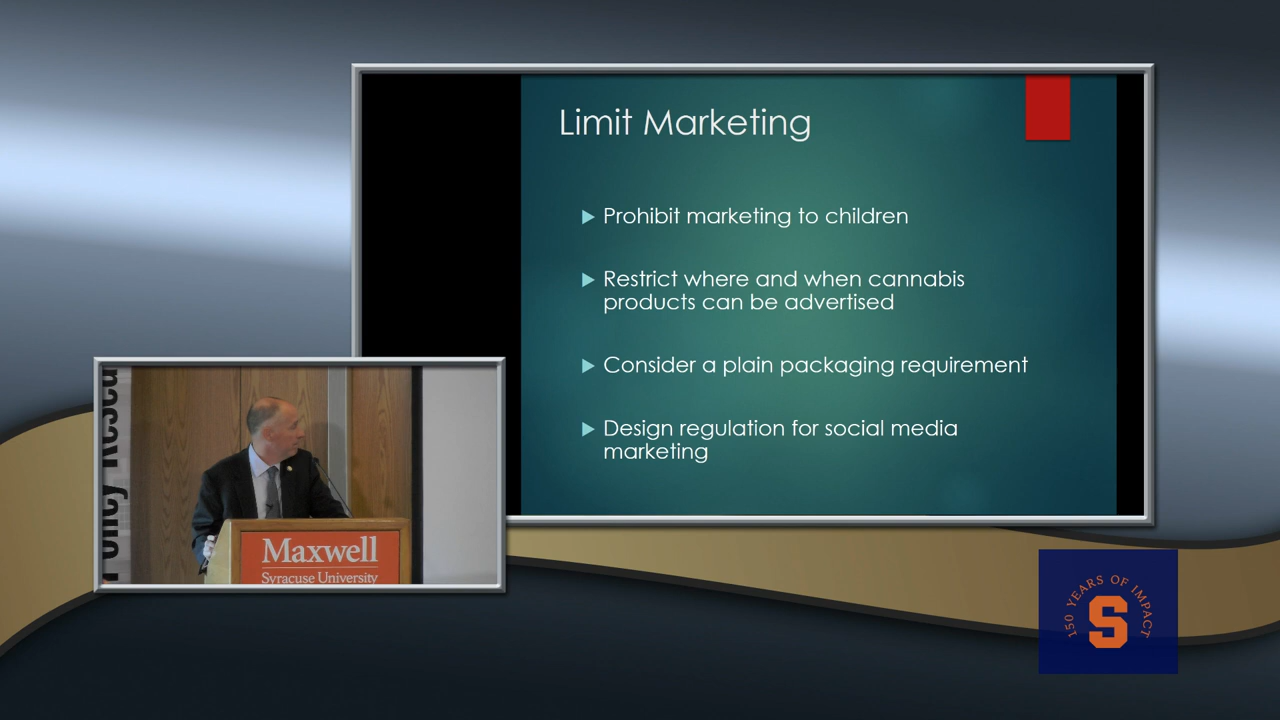 Limit Marketing
Prohibit marketing to children
Restrict where and when cannabis
products can be advertised
Consider a plain packaging requirement
Design regulation for social media
marketing
Maxwell
Syracuse University
150 YEARS OF IMPACT
S